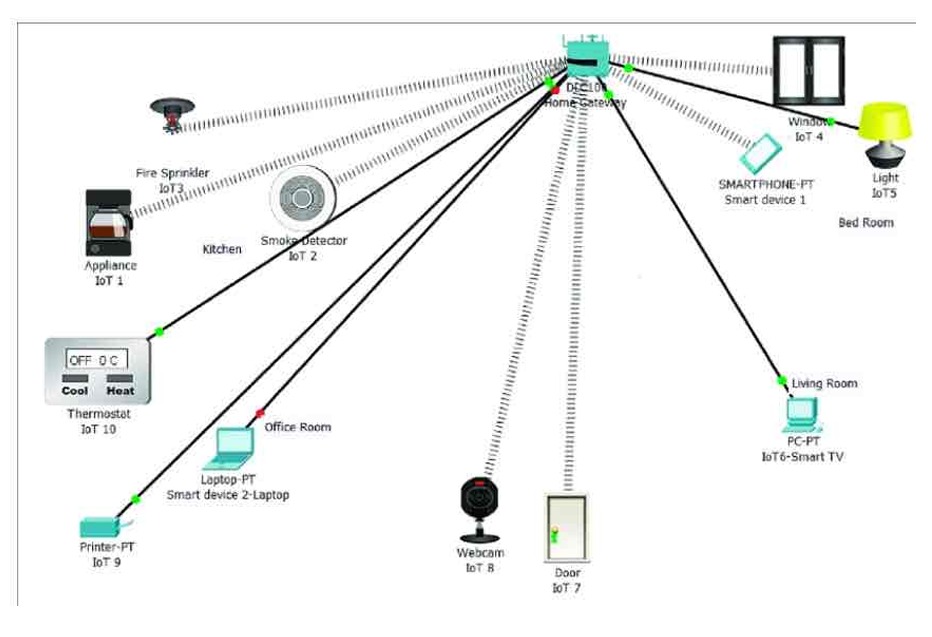 DLC100
Home Gateway
Window
IoT 4
Light
IoT5
SMARTPHONE-PT
Smart device 1
Bed Room
Fire Sprinkler
IoT3
Appliance
IoT 1
Kitchen
Smoke Detector
IoT 2
OFF 0 C
Cool Heat
Thermostat
IoT 10
Office Room
Living Room
Laptop-PT
Smart device 2-Laptop
PC-PT
IoT6-Smart TV
Printer-PT
IoT 9
Webcam
IoT 8
Door
IoT 7